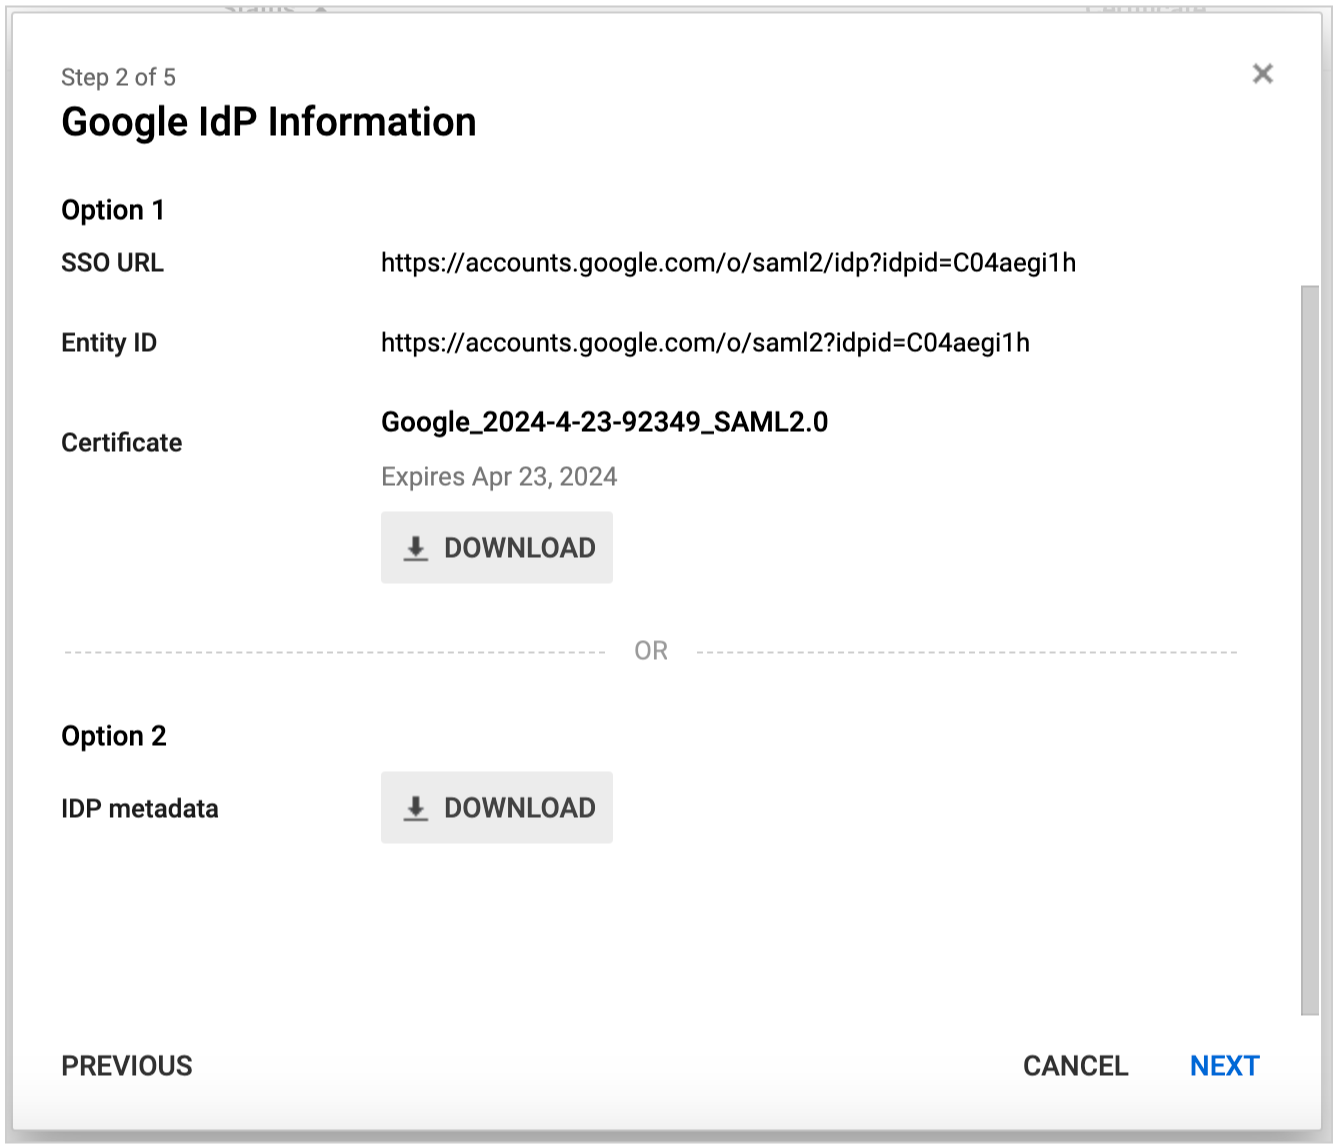 Step 2 of 5
Google IdP Information
Option 1
SSO URL https://accounts.google.com/o/saml2/idp?idpid=C04aegi1h
Entity ID https://accounts.google.com/o/saml2?idpid=C04aegi1h
Google_2024-4-23-92349_SAML2.0
Certificate
Expires Apr 23, 2024
DOWNLOAD
OR
Option 2
IDP metadata DOWNLOAD
PREVIOUS CANCEL NEXT